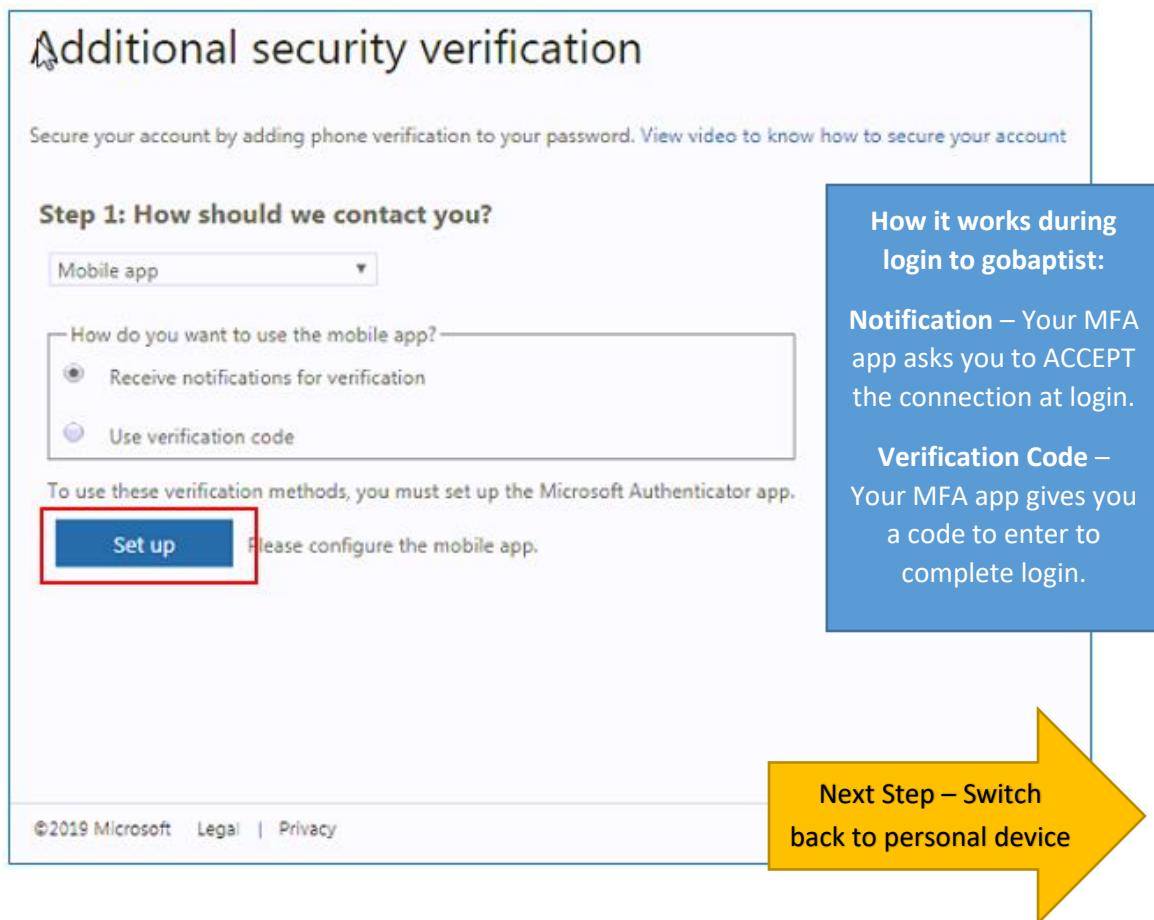 Additional security verification
Secure your account by adding phone verification to your password. View video to know how to secure your account
Step 1: How should we contact you?
Mobile app
How do you want to use the mobile app?
Receive notifications for verification
Use verification code
To use these verification methods, you must set up the Microsoft Authenticator app.
Set up
Please configure the mobile app.
How it works during
login to gobaptist:
Notification – Your MFA
app asks you to ACCEPT
the connection at login.
Verification Code –
Your MFA app gives you
a code to enter to
complete login.
Next Step – Switch
back to personal device
©2019 Microsoft Legal | Privacy